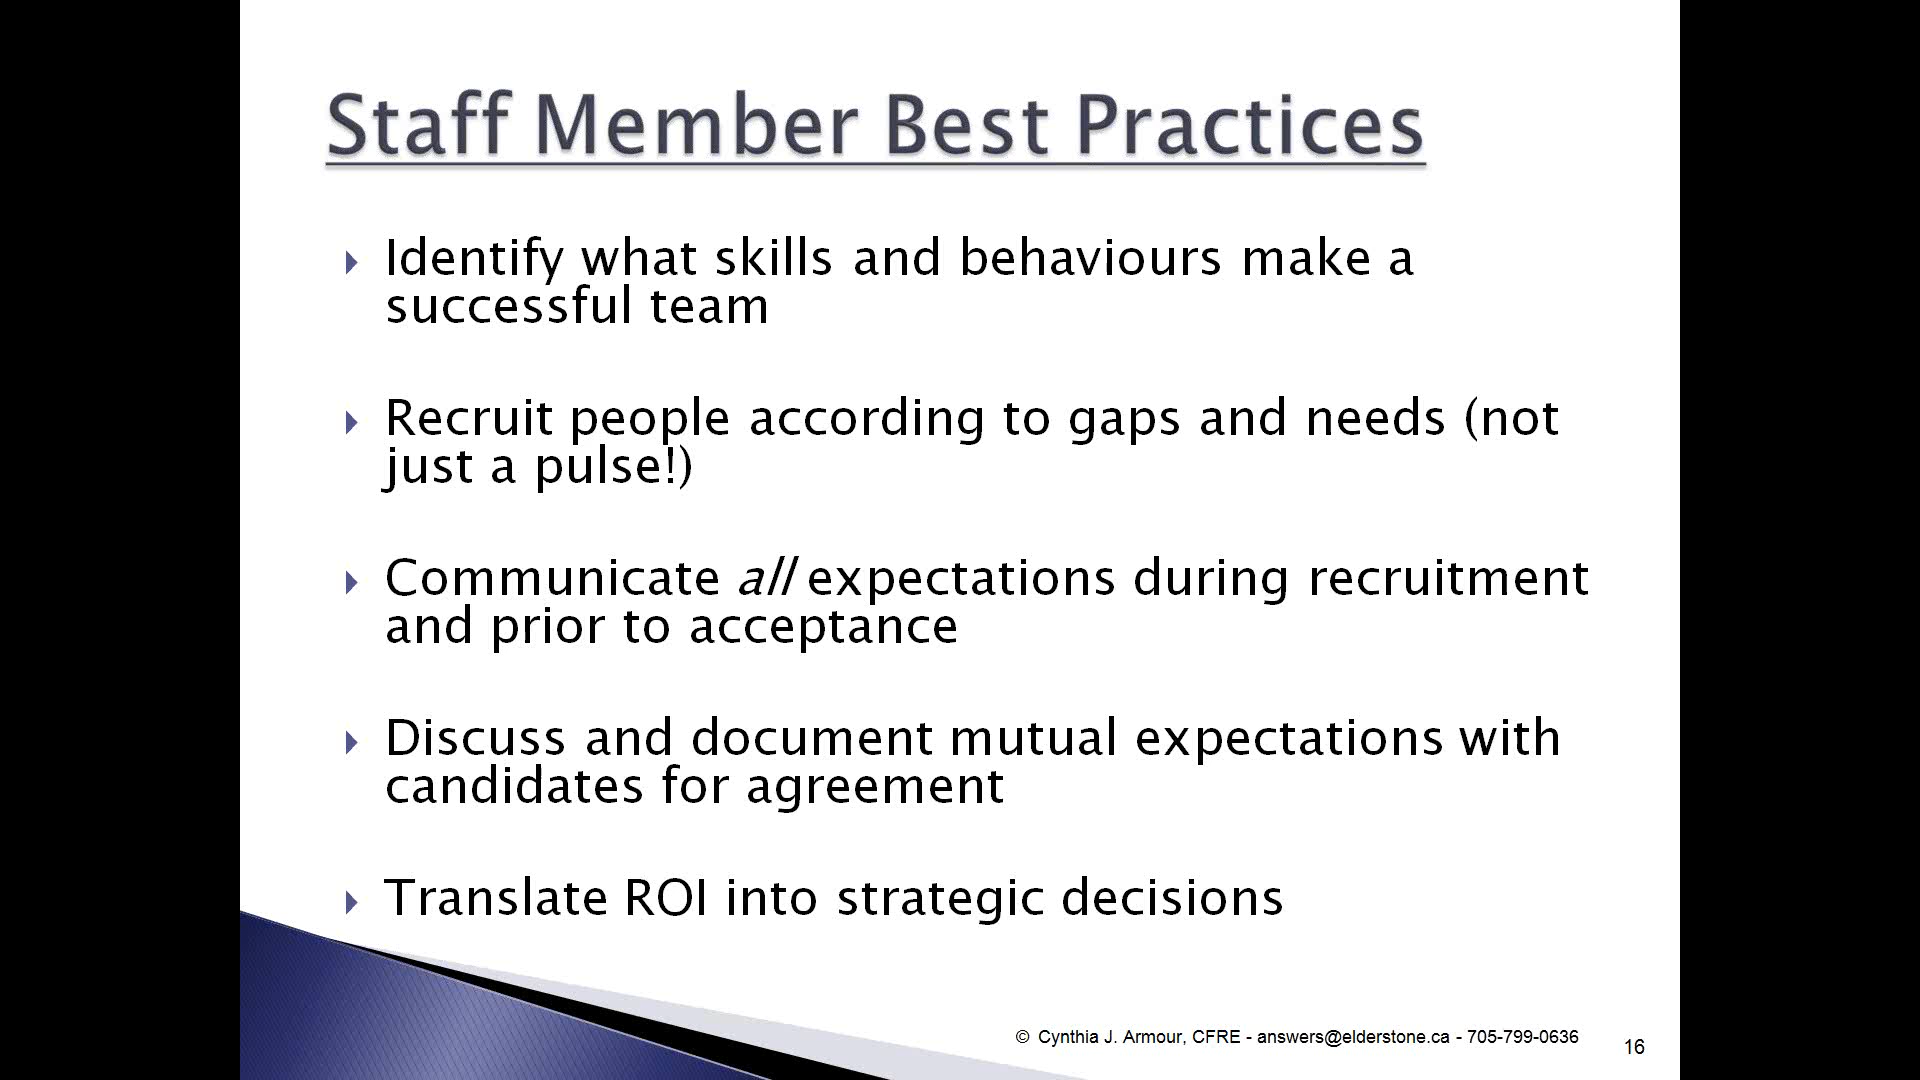 Staff Member Best Practices
Identify what skills and behaviours make a
successful team
Recruit people according to gaps and needs (not
just a pulse!)
Communicate all expectations during recruitment
and prior to acceptance
Discuss and document mutual expectations with
candidates for agreement
Translate ROI into strategic decisions
© Cynthia J. Armour, CFRE - answers@elderstone.ca - 705-799-0636
16